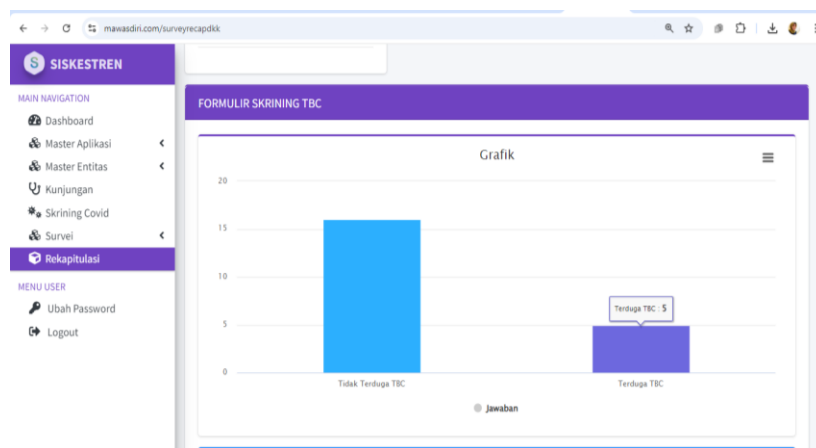 mawasdiri.com/surveyrecapdkk
S SISKESTREN
MAIN NAVIGATION
Dashboard
Master Aplikasi
Master Entitas
Kunjungan
Skrining Covid
Survei
Rekapitulasi
MENU USER
Ubah Password
Logout
FORMULIR SKRINING TBC
Grafik
20
15
10
5
0
Terduga TBC : 5
Tidak Terduga TBC
Terduga TBC
Jawaban